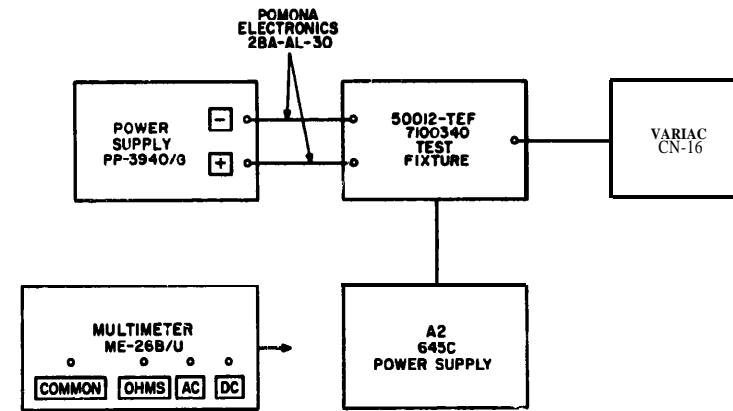 POMONA
ELECTRONICS
2BA-AL-30
POWER
SUPPLY
PP-3940/G
-
+
50012-TEF
7100340
TEST
FIXTURE
VARIAC
CN-16
MULTIMETER
ME-26B/U
COMMON OHMS AC DC
A2
645C
POWER SUPPLY